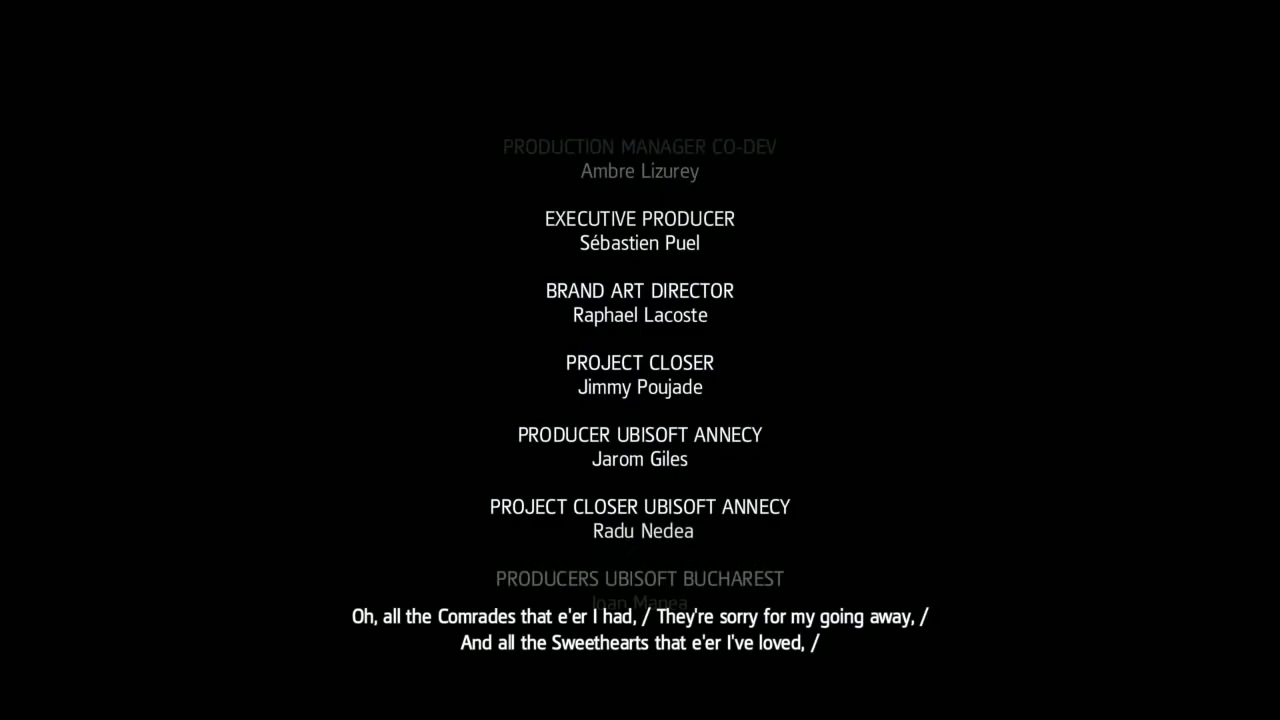 PRODUCTION MANAGER CO-DEV
Ambre Lizurey
EXECUTIVE PRODUCER
Sébastien Puel
BRAND ART DIRECTOR
Raphael Lacoste
PROJECT CLOSER
Jimmy Poujade
PRODUCER UBISOFT ANNECY
Jarom Giles
PROJECT CLOSER UBISOFT ANNECY
Radu Nedea
PRODUCERS UBISOFT BUCHAREST
Ioan Manea
Oh, all the Comrades that e'er I had, / They're sorry for my going away, /
And all the Sweethearts that e'er I've loved, /